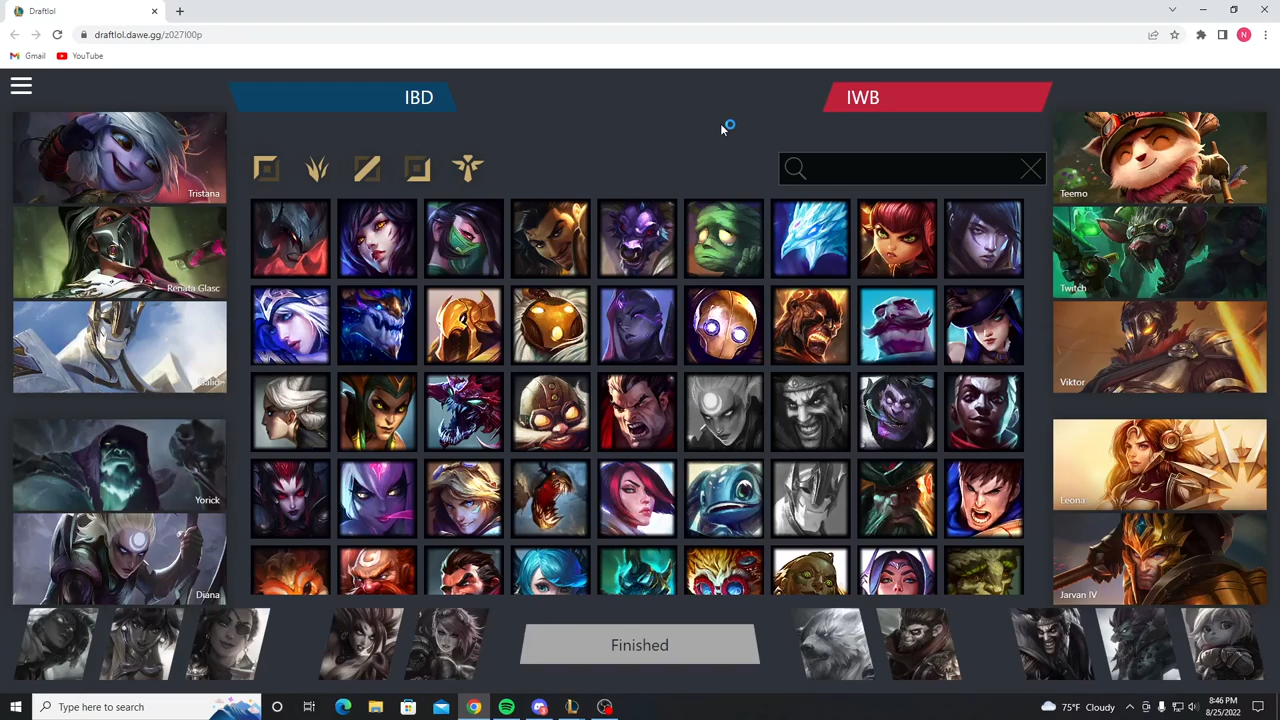 Draftlol
draftlol.dawe.gg/z027l00p
N
Gmail
YouTube
IBD
IWB
Tristana
Teemo
Renata Glasc
Twitch
Galio
Viktor
Yorick
Leona
Diana
Jarvan IV
Finished
Type here to search
75°F Cloudy
8:46 PM
8/25/2022